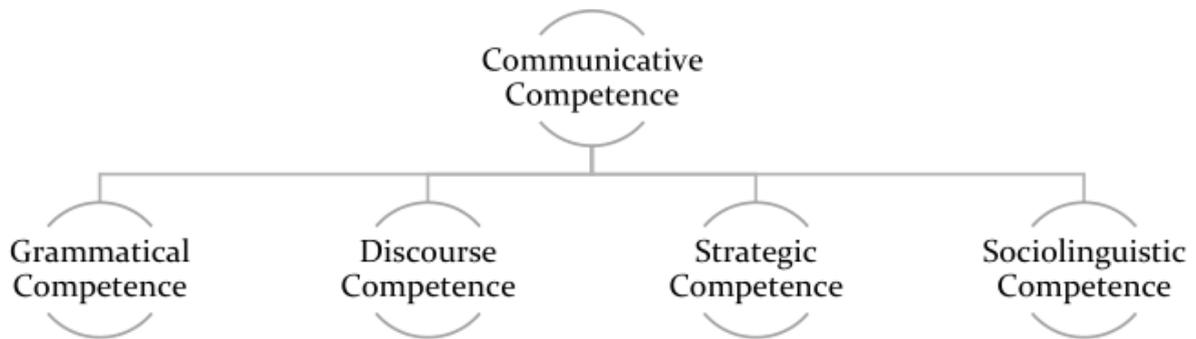 Communicative
Competence
Grammatical
Competence
Discourse
Competence
Strategic
Competence
Sociolinguistic
Competence